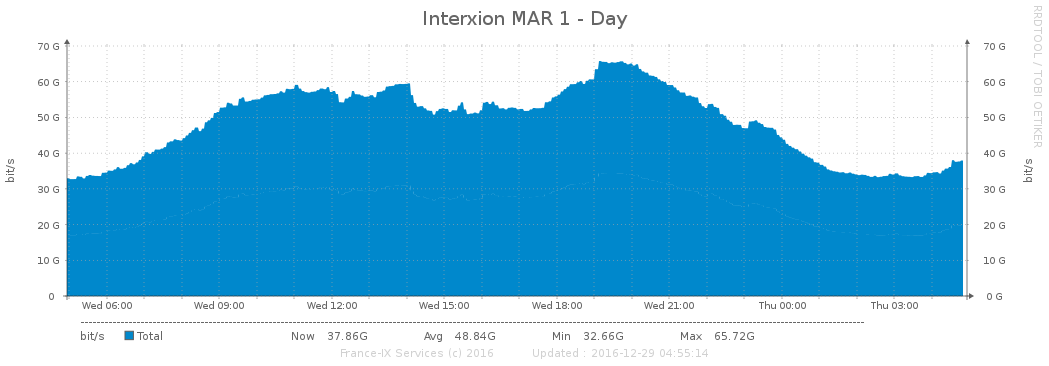 Interxion MAR 1 - Day
RRDTOOL / TOBI OETIKER
70 G 70 G
60 G 60 G
50 G 50 G
40 G 40 G
30 G 30 G
20 G 20 G
10 G 10 G
0 0 G
bit/s bit/s
Wed 06:00 Wed 09:00 Wed 12:00 Wed 15:00 Wed 18:00 Wed 21:00 Thu 00:00 Thu 03:00
bit/s Total Now 37.86G Avg 48.84G Min 32.66G Max 65.72G
France-IX Services (c) 2016 Updated : 2016-12-29 04:55:14